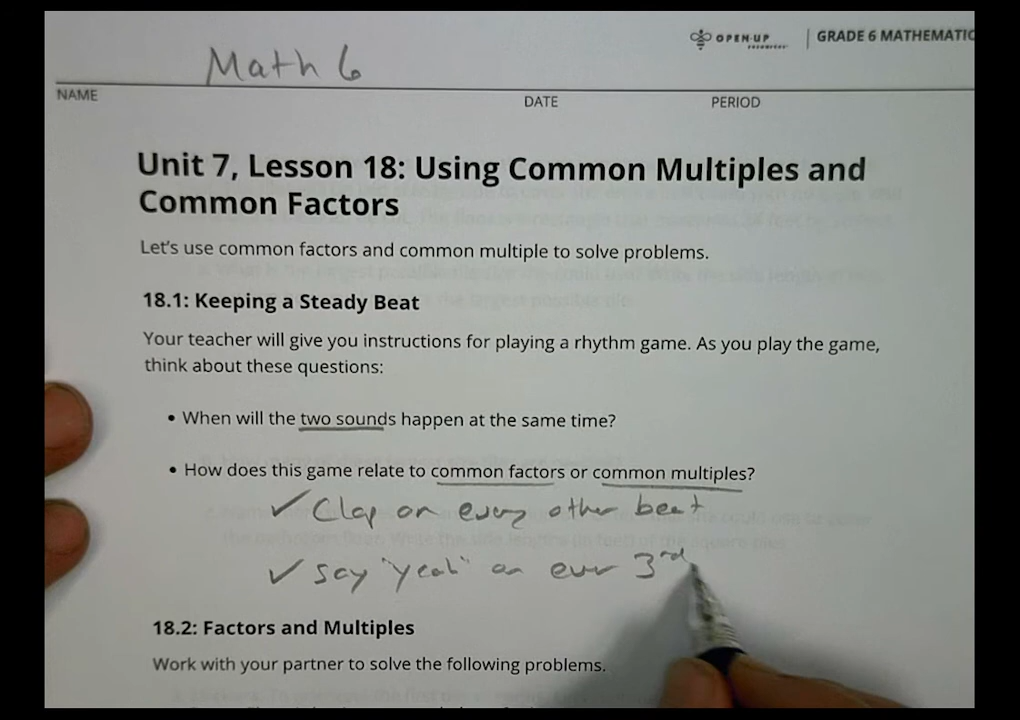 OPEN-UP
RESOURCES
GRADE 6 MATHEMATIC
Math 6
NAME
DATE
PERIOD
Unit 7, Lesson 18: Using Common Multiples and
Common Factors
Let's use common factors and common multiple to solve problems.
18.1: Keeping a Steady Beat
Your teacher will give you instructions for playing a rhythm game. As you play the game,
think about these questions:
• When will the two sounds happen at the same time?
• How does this game relate to common factors or common multiples?
✓ Clap on every other beat
✓ say "yeah" on ever 3rd
18.2: Factors and Multiples
Work with your partner to solve the following problems.